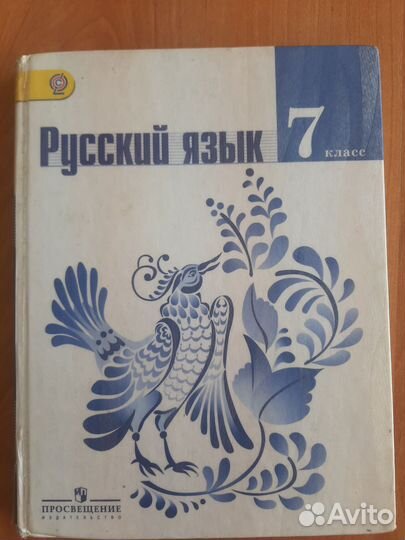 Русский язык
7
класс
ПРОСВЕЩЕНИЕ
ИЗДАТЕЛЬСТВО
Avito